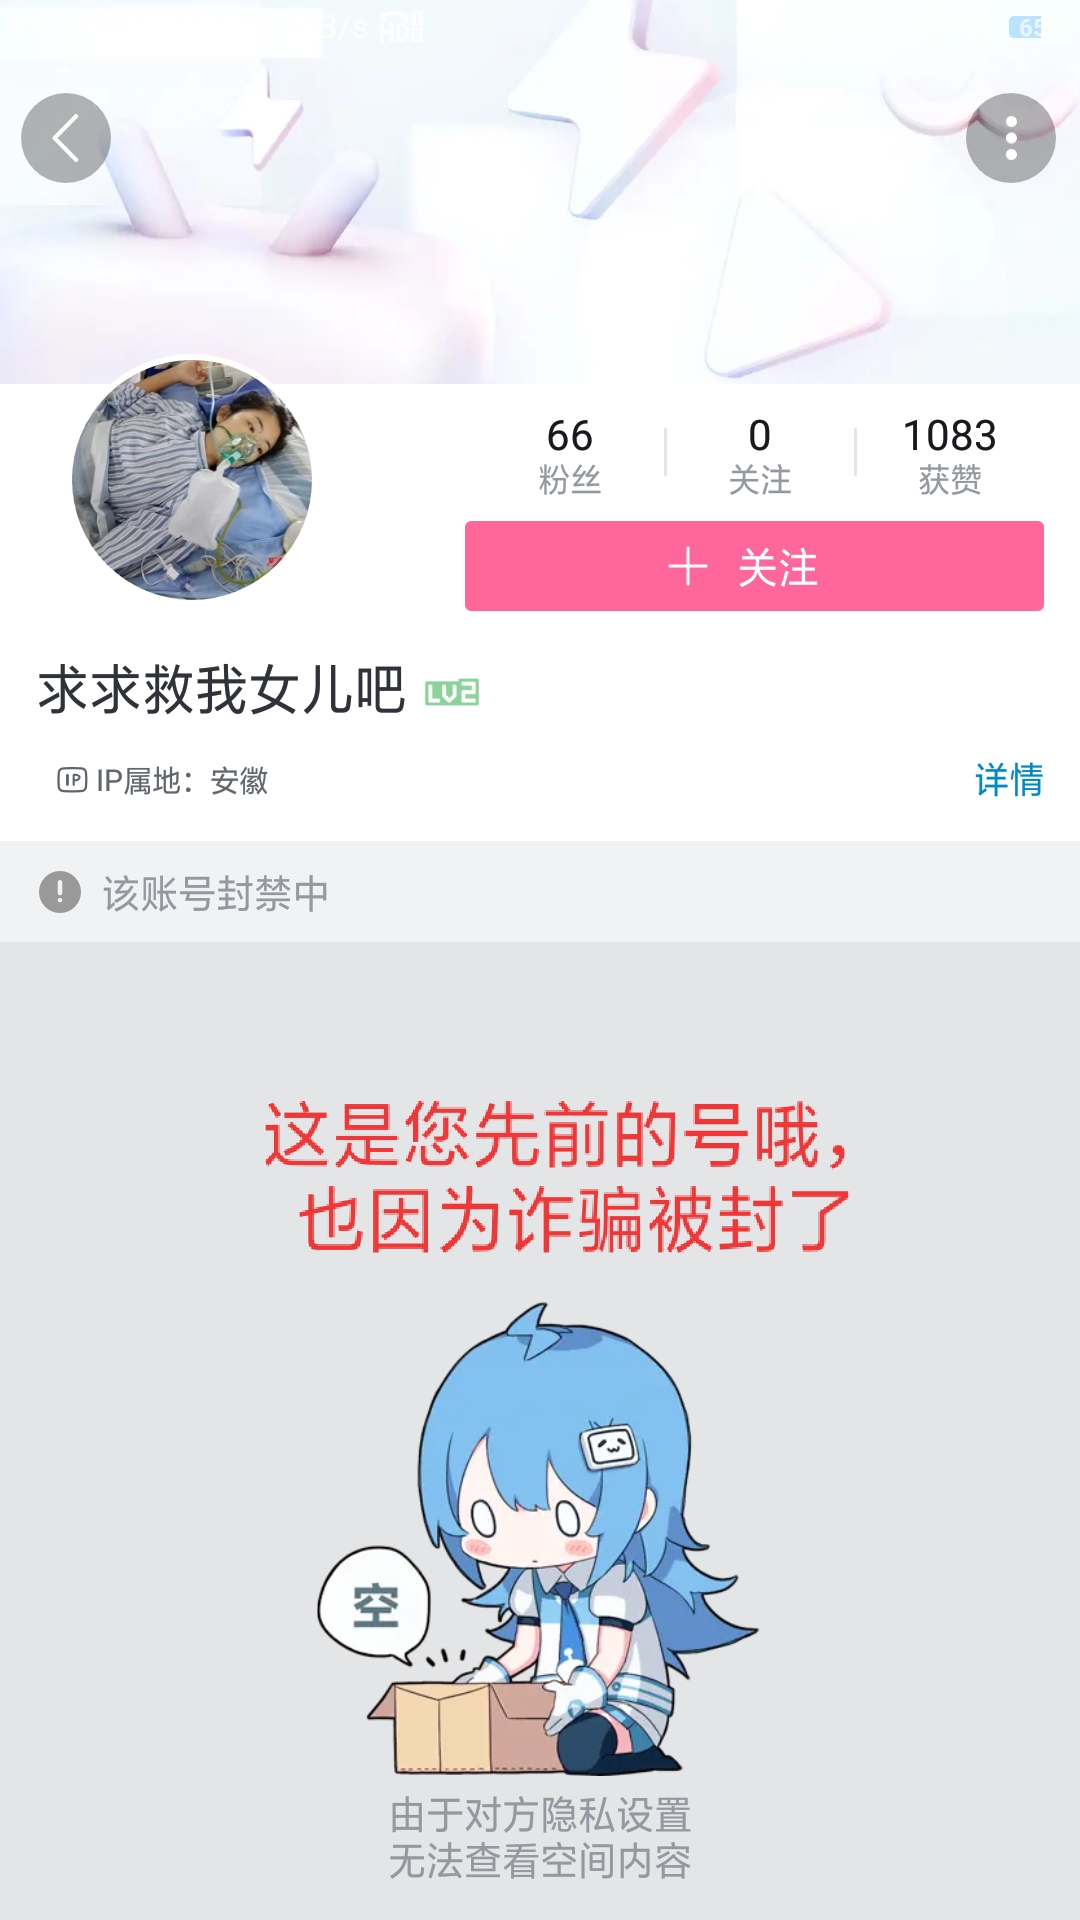 B/s HD
65
66
0
1083
粉丝
关注
获赞
关注
求求救我女儿吧 LV2
IP IP属地：安徽
详情
该账号封禁中
这是您先前的号哦，
也因为诈骗被封了
空
由于对方隐私设置
无法查看空间内容